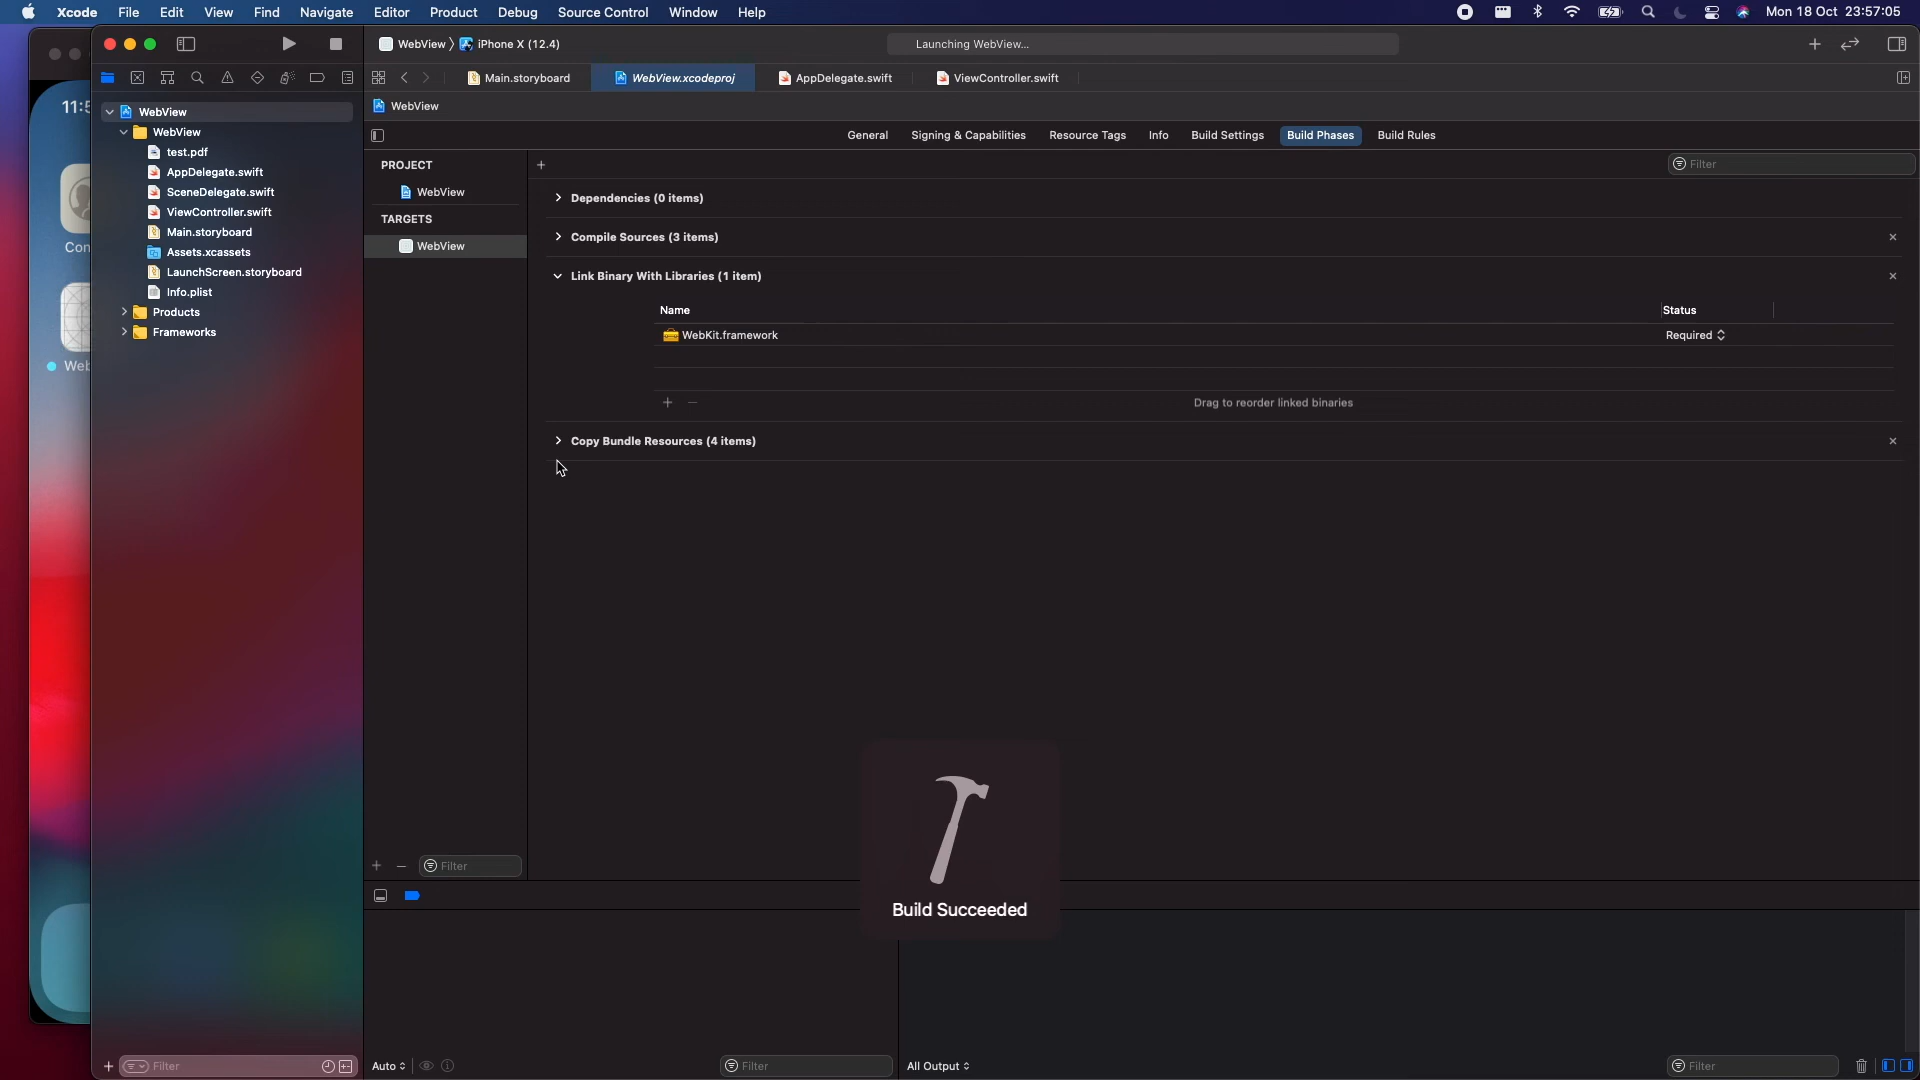 Xcode File Edit View Find Navigate Editor Product Debug Source Control Window Help Mon 18 Oct 23:57:05
WebView iPhone X (12.4) Launching WebView...
Main.storyboard WebView.xcodeproj AppDelegate.swift ViewController.swift
WebView
General Signing & Capabilities Resource Tags Info Build Settings Build Phases Build Rules
11:5
Con
Web
WebView
WebView
test.pdf
AppDelegate.swift
SceneDelegate.swift
ViewController.swift
Main.storyboard
Assets.xcassets
LaunchScreen.storyboard
Info.plist
Products
Frameworks
Filter
PROJECT
WebView
TARGETS
WebView
Filter
Filter
Dependencies (0 items)
Compile Sources (3 items)
Link Binary With Libraries (1 item)
Name Status
WebKit.framework Required
Drag to reorder linked binaries
Copy Bundle Resources (4 items)
Build Succeeded
Auto Filter All Output Filter